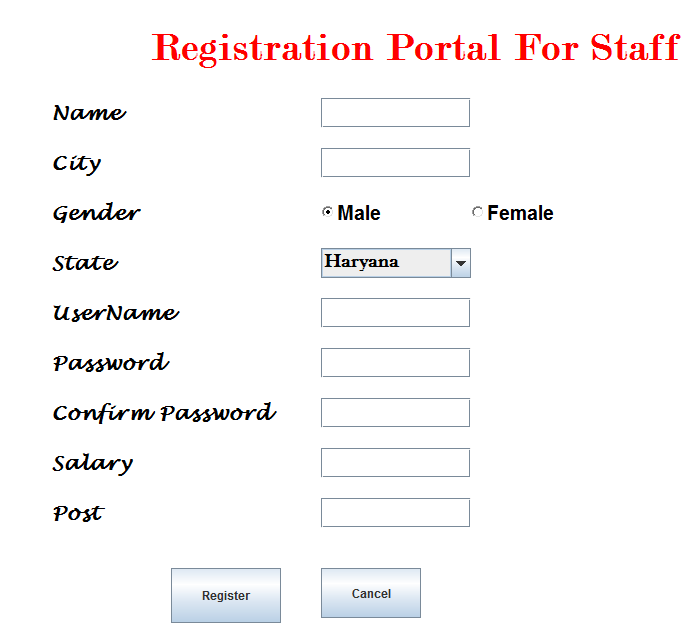 Registration Portal For Staff
Name
City
Gender Male Female
State Haryana
UserName
Password
Confirm Password
Salary
Post
Register Cancel